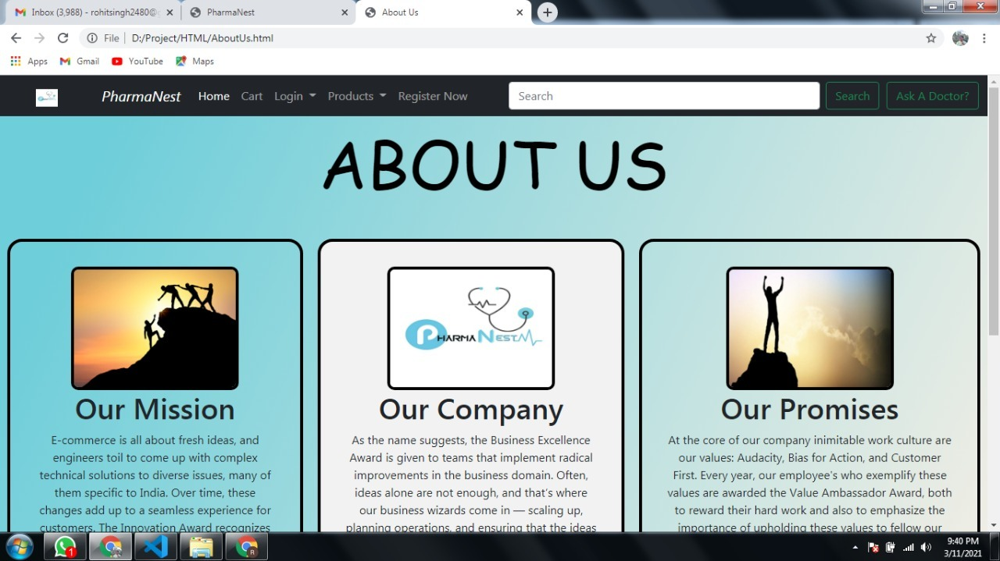 Inbox (3,988) - rohitsingh2480@
PharmaNest
About Us
File
D:/Project/HTML/AboutUs.html
Apps
Gmail
YouTube
Maps
PharmaNest
Home
Cart
Login
Products
Register Now
Search
Search
Ask A Doctor?
ABOUT US
PHARMA NEST
Our Mission
E-commerce is all about fresh ideas, and
engineers toil to come up with complex
technical solutions to diverse issues, many of
them specific to India. Over time, these
changes add up to a seamless experience for
customers. The Innovation Award recognizes
Our Company
As the name suggests, the Business Excellence
Award is given to teams that implement radical
improvements in the business domain. Often,
ideas alone are not enough, and that's where
our business wizards come in — scaling up,
planning operations, and ensuring that the ideas
Our Promises
At the core of our company inimitable work culture are
our values: Audacity, Bias for Action, and Customer
First. Every year, our employee's who exemplify these
values are awarded the Value Ambassador Award, both
to reward their hard work and also to emphasize the
importance of upholding these values to fellow our
1
R
9:40 PM
3/11/2021